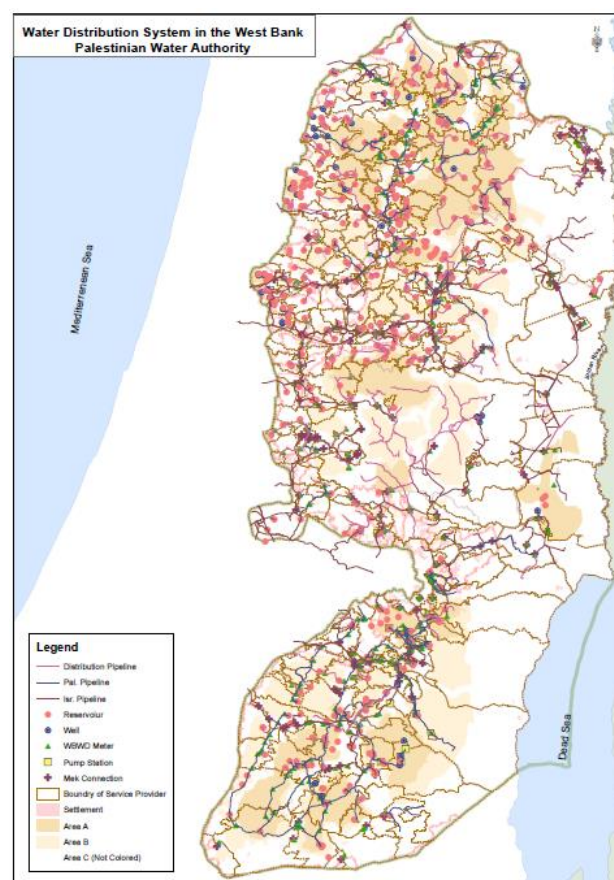 Water Distribution System in the West Bank
Palestinian Water Authority
Mediterranean Sea
Dead Sea
Legend
Distribution Pipeline
Pal. Pipeline
Isr. Pipeline
Reservoiur
Well
WBWD Meter
Pump Station
Mek Connection
Boundry of Service Provider
Settlement
Area A
Area B
Area C (Not Colored)